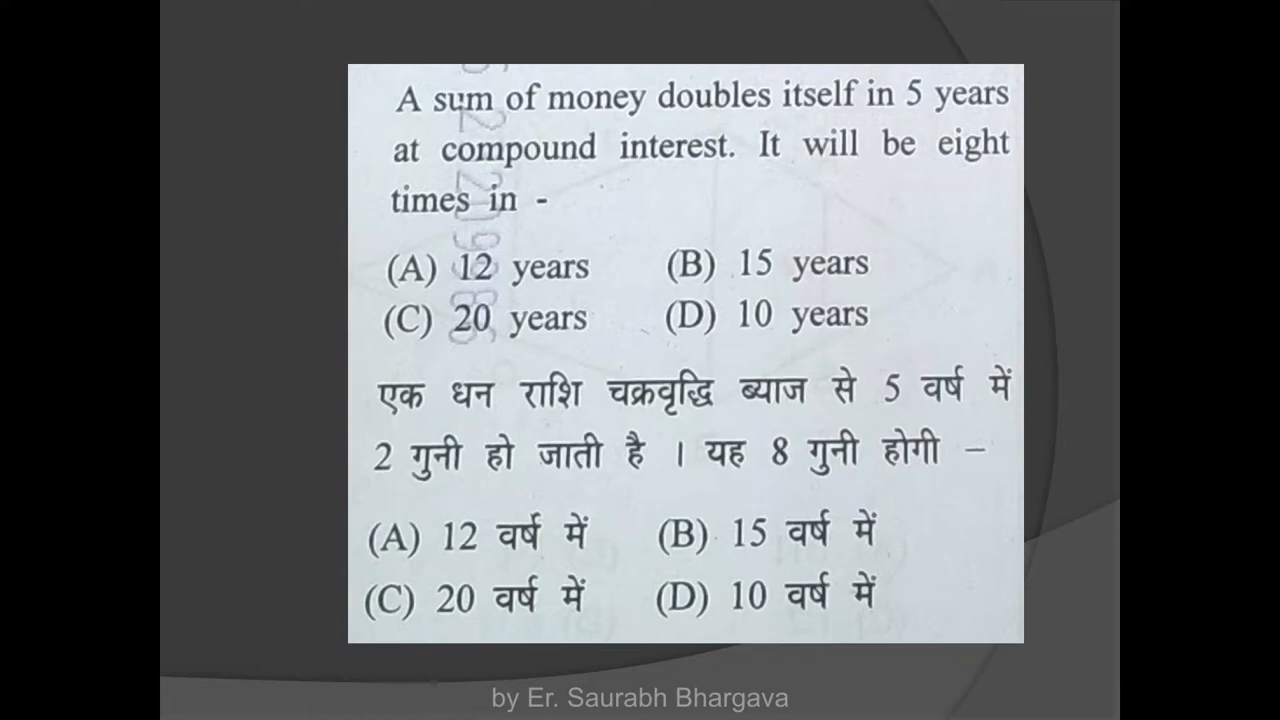 A sum of money doubles itself in 5 years
at compound interest. It will be eight
times in -
(A) 12 years (B) 15 years
(C) 20 years (D) 10 years
एक धन राशि चक्रवृद्धि ब्याज से 5 वर्ष में
2 गुनी हो जाती है । यह 8 गुनी होगी –
(A) 12 वर्ष में (B) 15 वर्ष में
(C) 20 वर्ष में (D) 10 वर्ष में
by Er. Saurabh Bhargava